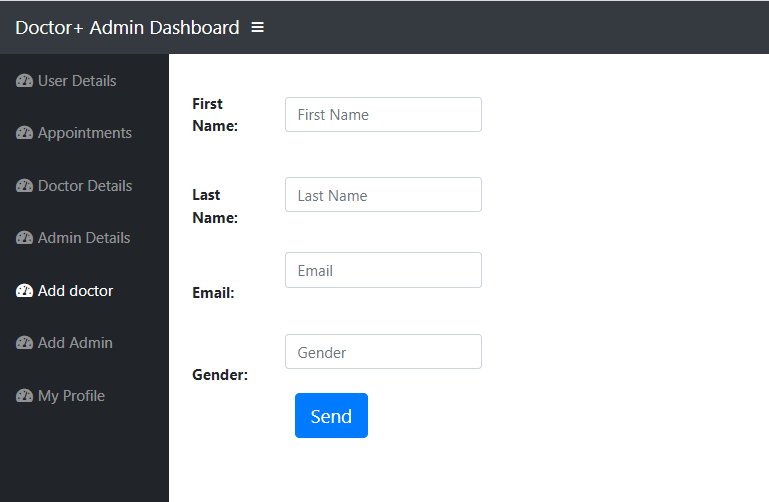 Doctor+ Admin Dashboard
User Details
Appointments
Doctor Details
Admin Details
Add doctor
Add Admin
My Profile
First
Name:
First Name
Last
Name:
Last Name
Email:
Email
Gender:
Gender
Send